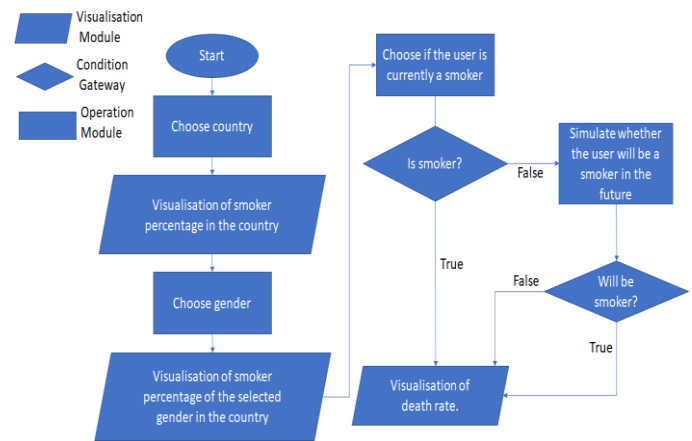 Visualisation
Module
Condition
Gateway
Operation
Module
Start
Choose country
Visualisation of smoker
percentage in the country
Choose gender
Visualisation of smoker
percentage of the selected
gender in the country
Choose if the user is
currently a smoker
Is smoker?
False
True
Simulate whether
the user will be a
smoker in the
future
Will be
smoker?
False
True
Visualisation of
death rate.